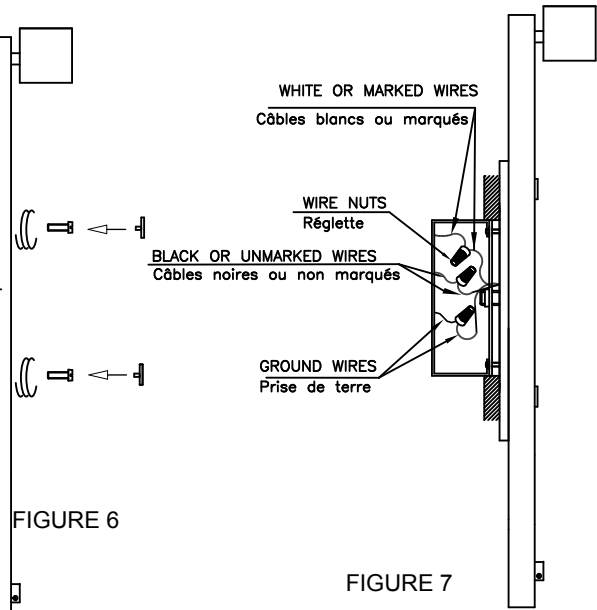 WHITE OR MARKED WIRES
Câbles blancs ou marqués
WIRE NUTS
Réglette
BLACK OR UNMARKED WIRES
Câbles noires ou non marqués
GROUND WIRES
Prise de terre
FIGURE 6
FIGURE 7